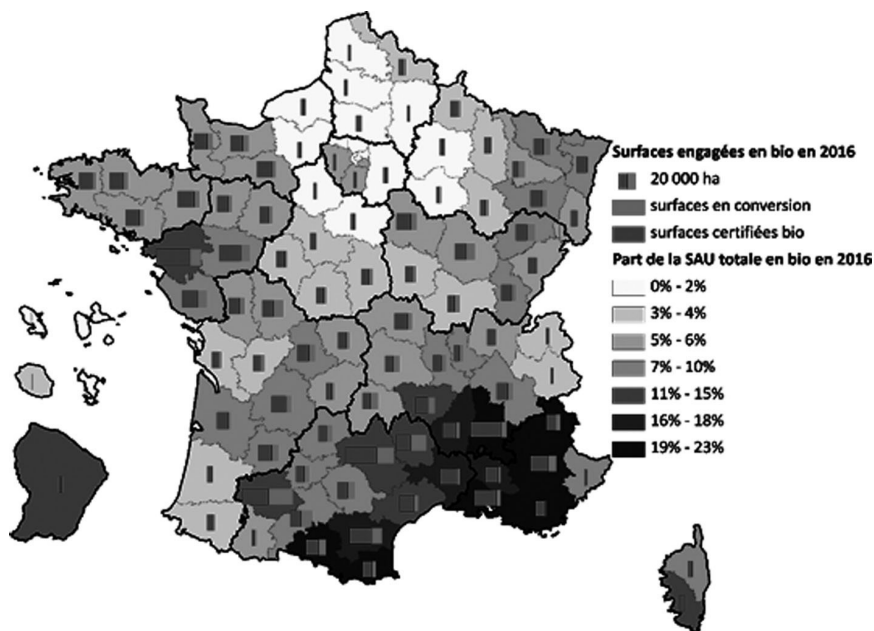 Surfaces engagées en bio en 2016
20 000 ha
surfaces en conversion
surfaces certifiées bio
Part de la SAU totale en bio en 2016
0% - 2%
3% - 4%
5% - 6%
7% - 10%
11% - 15%
16% - 18%
19% - 23%